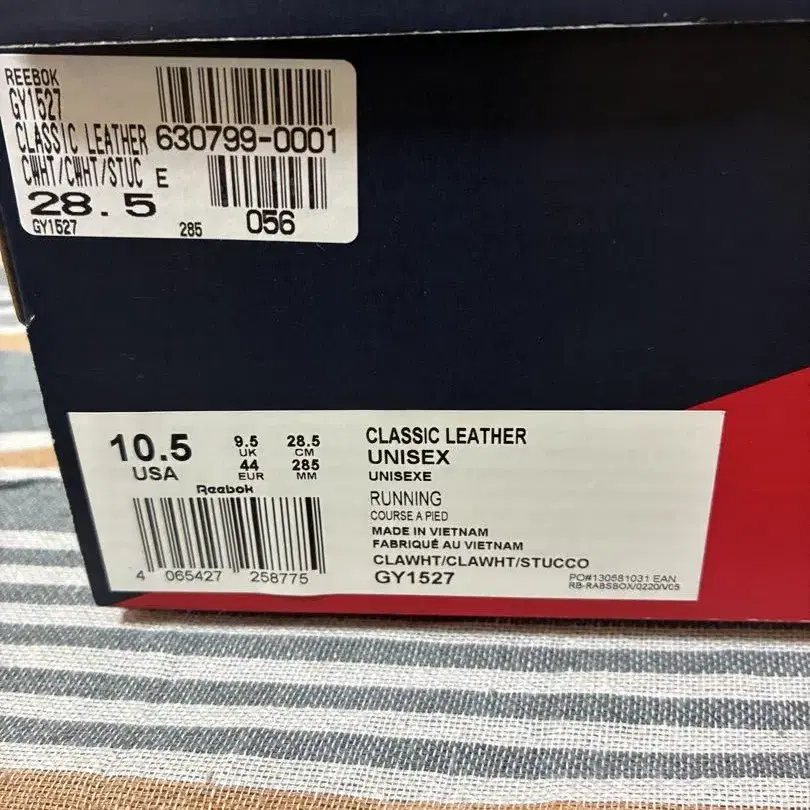 REEBOK
GY1527
CLASSIC LEATHER 630799-0001
CWHT/CWHT/STUC E
28.5 056
GY1527 285
10.5 9.5 28.5
USA UK CM
44 285
EUR MM
Reebok
4 065427 258775
CLASSIC LEATHER
UNISEX
UNISEXE
RUNNING
COURSE A PIED
MADE IN VIETNAM
FABRIQUÉ AU VIETNAM
CLAWHT/CLAWHT/STUCCO
GY1527
PO#130581031 EAN
RB-RABSBOX/0220/V05